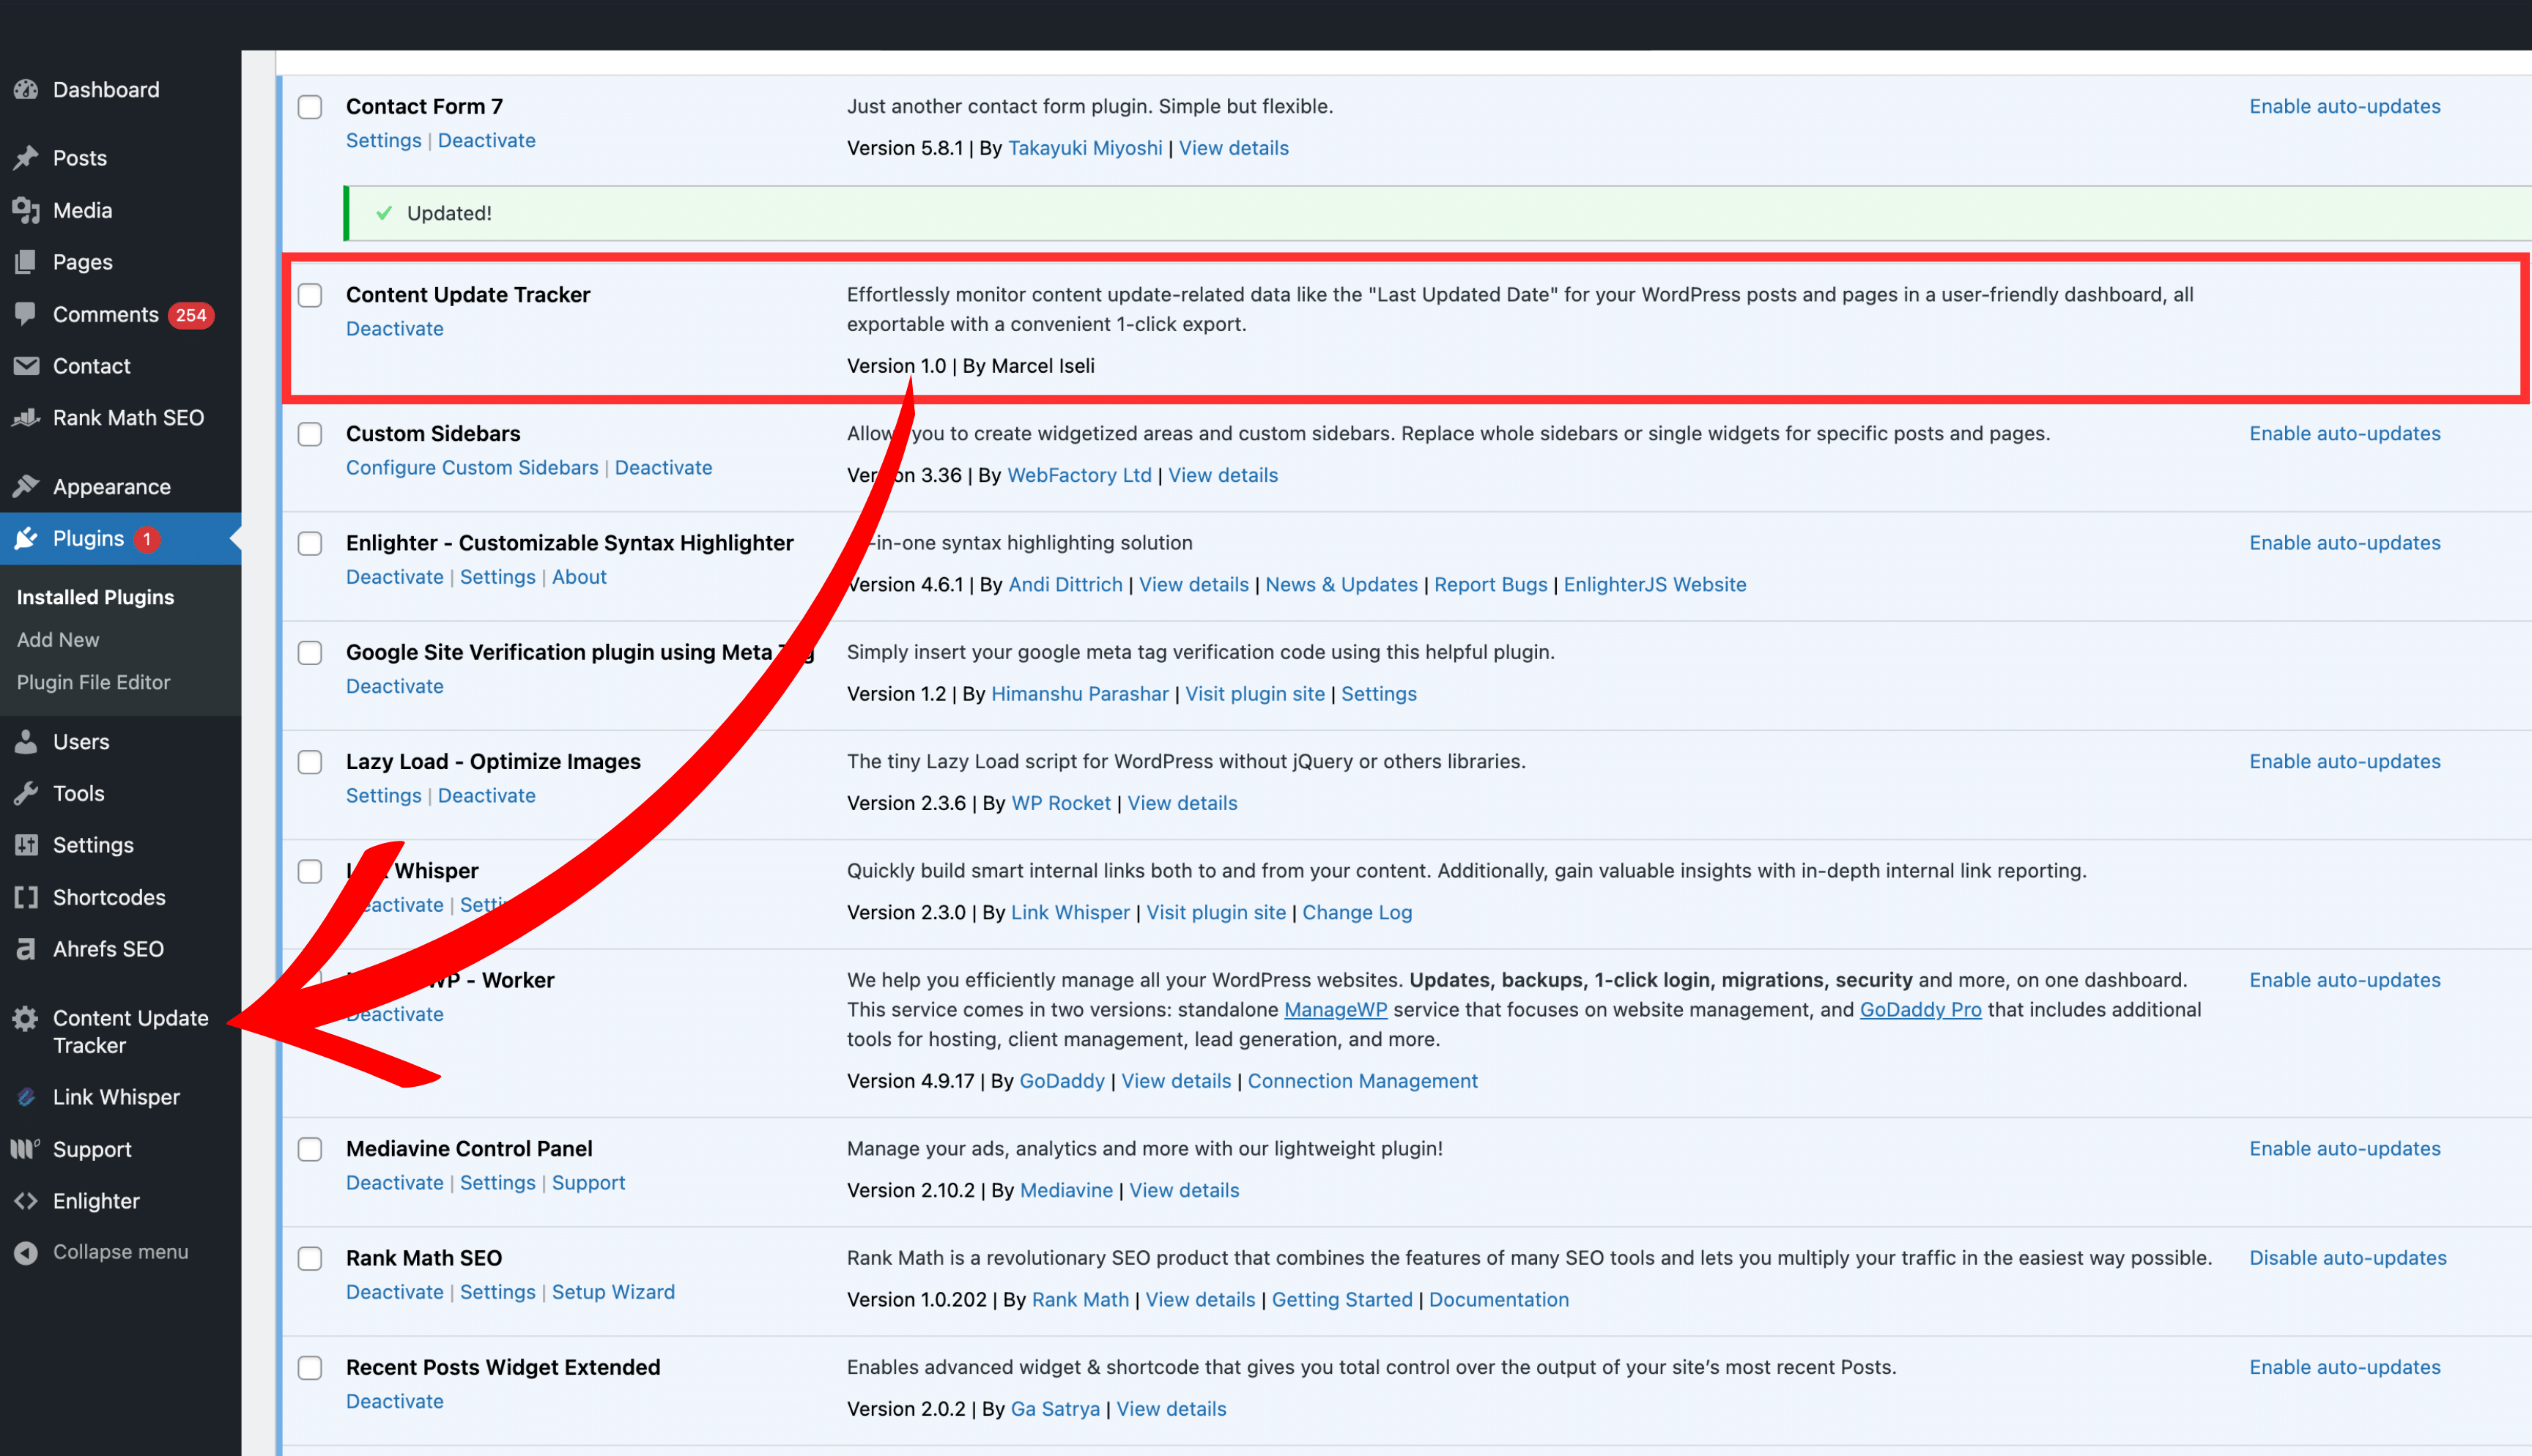 Dashboard
Posts
Media
Pages
Comments 254
Contact
Rank Math SEO
Appearance
Plugins 1
Installed Plugins
Add New
Plugin File Editor
Users
Tools
Settings
Shortcodes
Ahrefs SEO
Content Update
Tracker
Link Whisper
Support
Enlighter
Collapse menu
Contact Form 7
Settings | Deactivate
Just another contact form plugin. Simple but flexible.
Version 5.8.1 | By Takayuki Miyoshi | View details
Enable auto-updates
Updated!
Content Update Tracker
Deactivate
Effortlessly monitor content update-related data like the "Last Updated Date" for your WordPress posts and pages in a user-friendly dashboard, all
exportable with a convenient 1-click export.
Version 1.0 | By Marcel Iseli
Custom Sidebars
Configure Custom Sidebars | Deactivate
Allows you to create widgetized areas and custom sidebars. Replace whole sidebars or single widgets for specific posts and pages.
Version 3.36 | By WebFactory Ltd | View details
Enable auto-updates
Enlighter - Customizable Syntax Highlighter
Deactivate | Settings | About
-in-one syntax highlighting solution
Version 4.6.1 | By Andi Dittrich | View details | News & Updates | Report Bugs | EnlighterJS Website
Enable auto-updates
Google Site Verification plugin using Meta Tag
Deactivate
Simply insert your google meta tag verification code using this helpful plugin.
Version 1.2 | By Himanshu Parashar | Visit plugin site | Settings
Lazy Load - Optimize Images
Settings | Deactivate
The tiny Lazy Load script for WordPress without jQuery or others libraries.
Version 2.3.6 | By WP Rocket | View details
Enable auto-updates
Link Whisper
Deactivate | Settings
Quickly build smart internal links both to and from your content. Additionally, gain valuable insights with in-depth internal link reporting.
Version 2.3.0 | By Link Whisper | Visit plugin site | Change Log
WP - Worker
Deactivate
We help you efficiently manage all your WordPress websites. Updates, backups, 1-click login, migrations, security and more, on one dashboard.
This service comes in two versions: standalone ManageWP service that focuses on website management, and GoDaddy Pro that includes additional
tools for hosting, client management, lead generation, and more.
Version 4.9.17 | By GoDaddy | View details | Connection Management
Enable auto-updates
Mediavine Control Panel
Deactivate | Settings | Support
Manage your ads, analytics and more with our lightweight plugin!
Version 2.10.2 | By Mediavine | View details
Enable auto-updates
Rank Math SEO
Deactivate | Settings | Setup Wizard
Rank Math is a revolutionary SEO product that combines the features of many SEO tools and lets you multiply your traffic in the easiest way possible.
Version 1.0.202 | By Rank Math | View details | Getting Started | Documentation
Disable auto-updates
Recent Posts Widget Extended
Deactivate
Enables advanced widget & shortcode that gives you total control over the output of your site’s most recent Posts.
Version 2.0.2 | By Ga Satrya | View details
Enable auto-updates